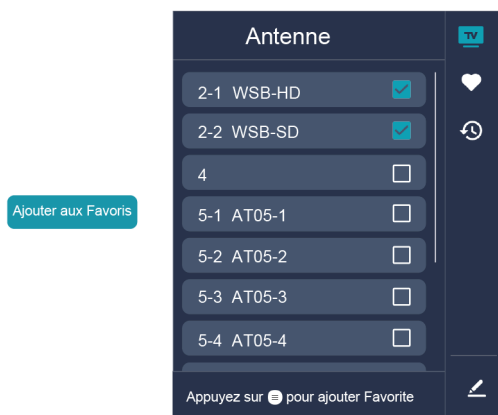 Antenne
TV
2-1 WSB-HD
2-2 WSB-SD
4
Ajouter aux Favoris
5-1 AT05-1
5-2 AT05-2
5-3 AT05-3
5-4 AT05-4
Appuyez sur pour ajouter Favorite